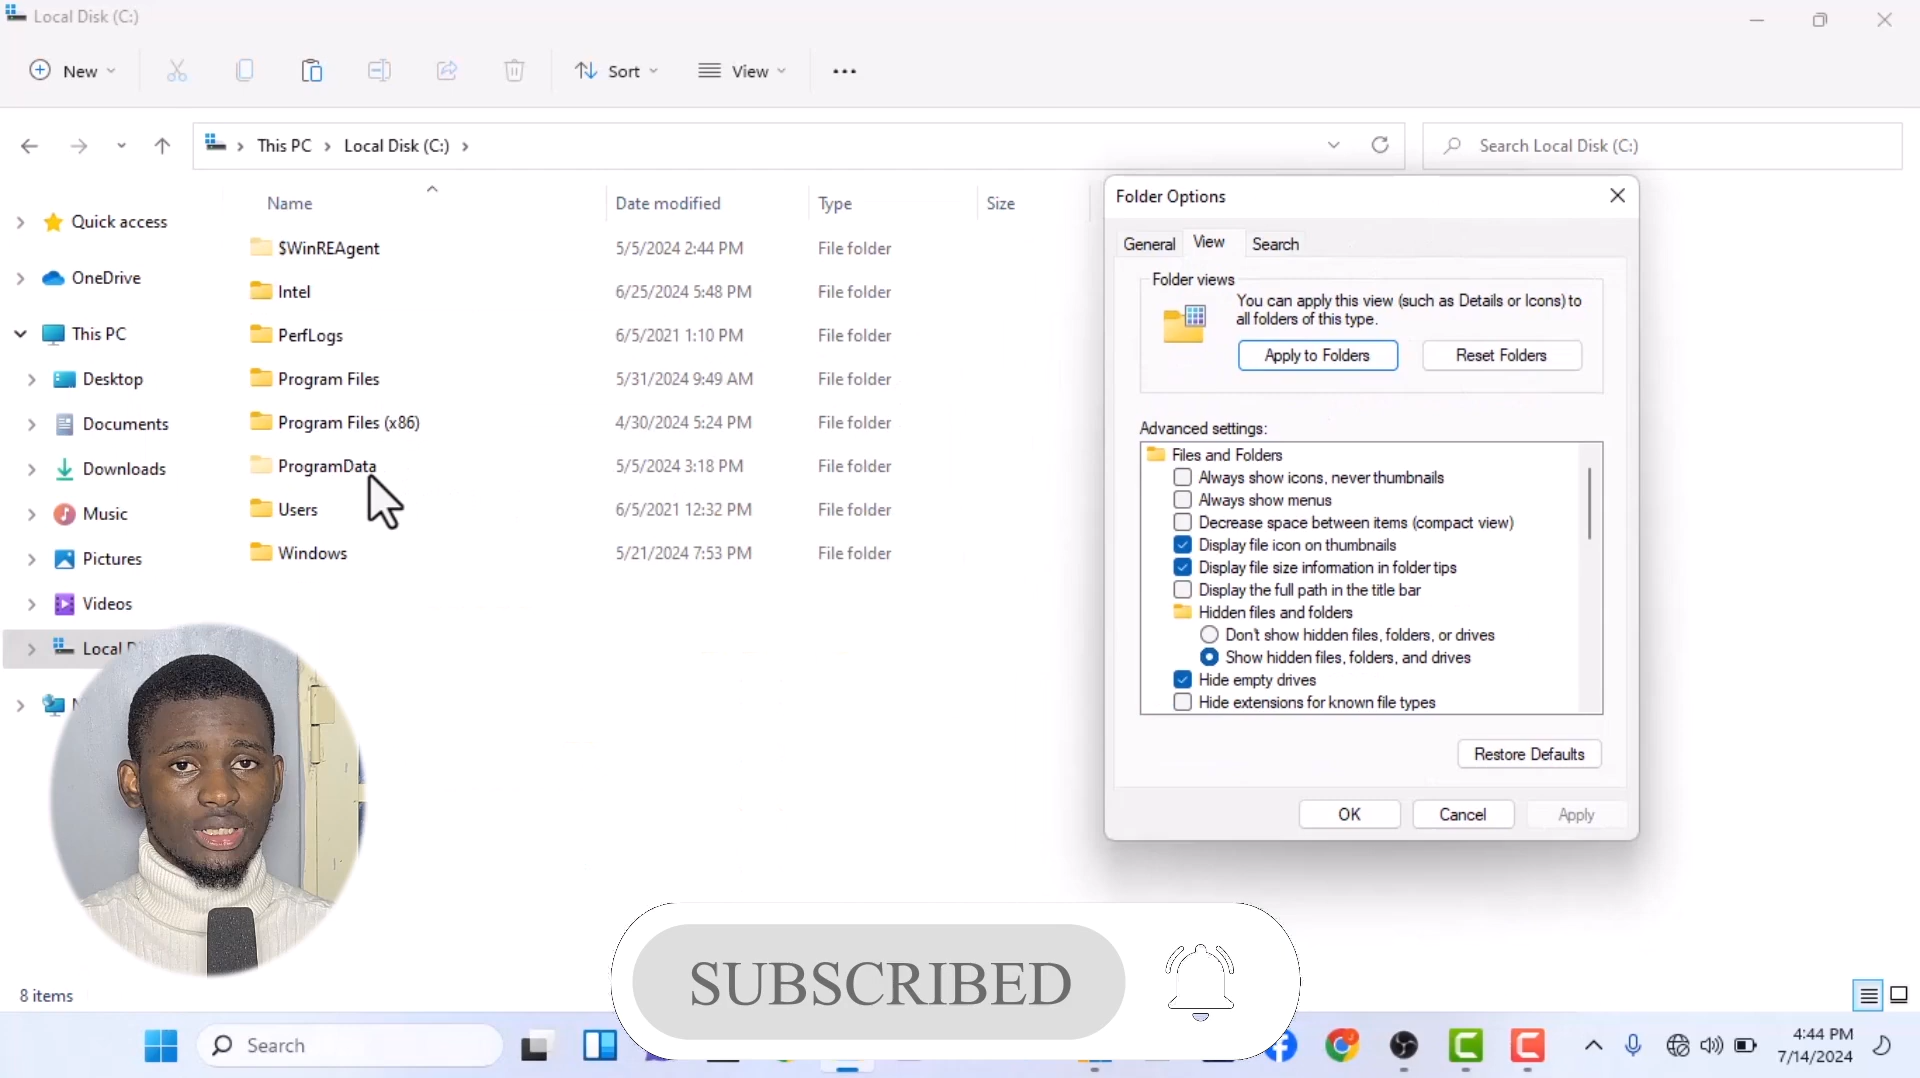 Local Disk (C:)
New
Sort
View
This PC
Local Disk (C:)
Search Local Disk (C:)
Name
Date modified
Type
Size
Quick access
OneDrive
This PC
Desktop
Documents
Downloads
Music
Pictures
Videos
Local
$WinREAgent 5/5/2024 2:44 PM File folder
Intel 6/25/2024 5:48 PM File folder
PerfLogs 6/5/2021 1:10 PM File folder
Program Files 5/31/2024 9:49 AM File folder
Program Files (x86) 4/30/2024 5:24 PM File folder
ProgramData 5/5/2024 3:18 PM File folder
Users 6/5/2021 12:32 PM File folder
Windows 5/21/2024 7:53 PM File folder
Folder Options
General
View
Search
Folder views
You can apply this view (such as Details or Icons) to
all folders of this type.
Apply to Folders
Reset Folders
Advanced settings:
Files and Folders
Always show icons, never thumbnails
Always show menus
Decrease space between items (compact view)
Display file icon on thumbnails
Display file size information in folder tips
Display the full path in the title bar
Hidden files and folders
Don't show hidden files, folders, or drives
Show hidden files, folders, and drives
Hide empty drives
Hide extensions for known file types
Restore Defaults
OK
Cancel
Apply
SUBSCRIBED
8 items
Search
4:44 PM
7/14/2024